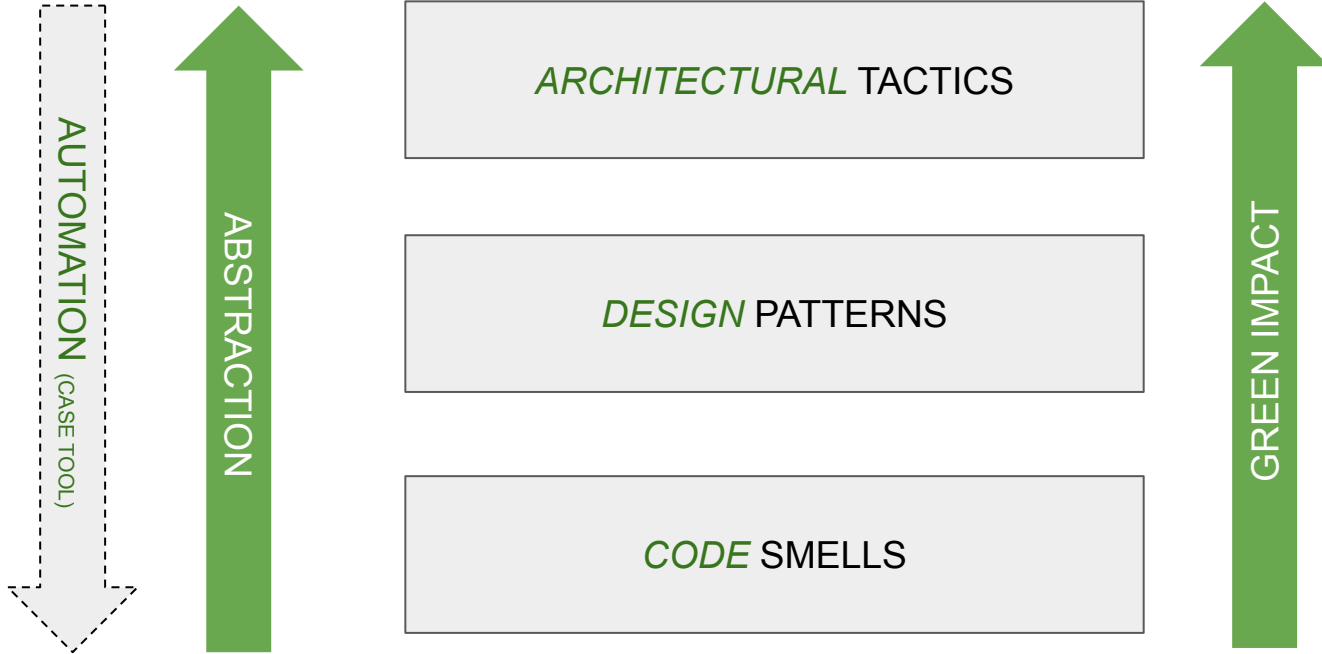 AUTOMATION (CASE TOOL)
ABSTRACTION
ARCHITECTURAL TACTICS
DESIGN PATTERNS
CODE SMELLS
GREEN IMPACT